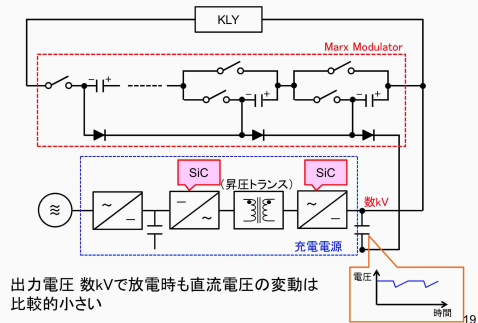 KLY
Marx Modulator
− +
− +
− +
SiC
SiC
(昇圧トランス)
数kV
≈
~
−
−
~
~
−
充電電源
出力電圧 数kVで放電時も直流電圧の変動は
比較的小さい
電圧
時間
19